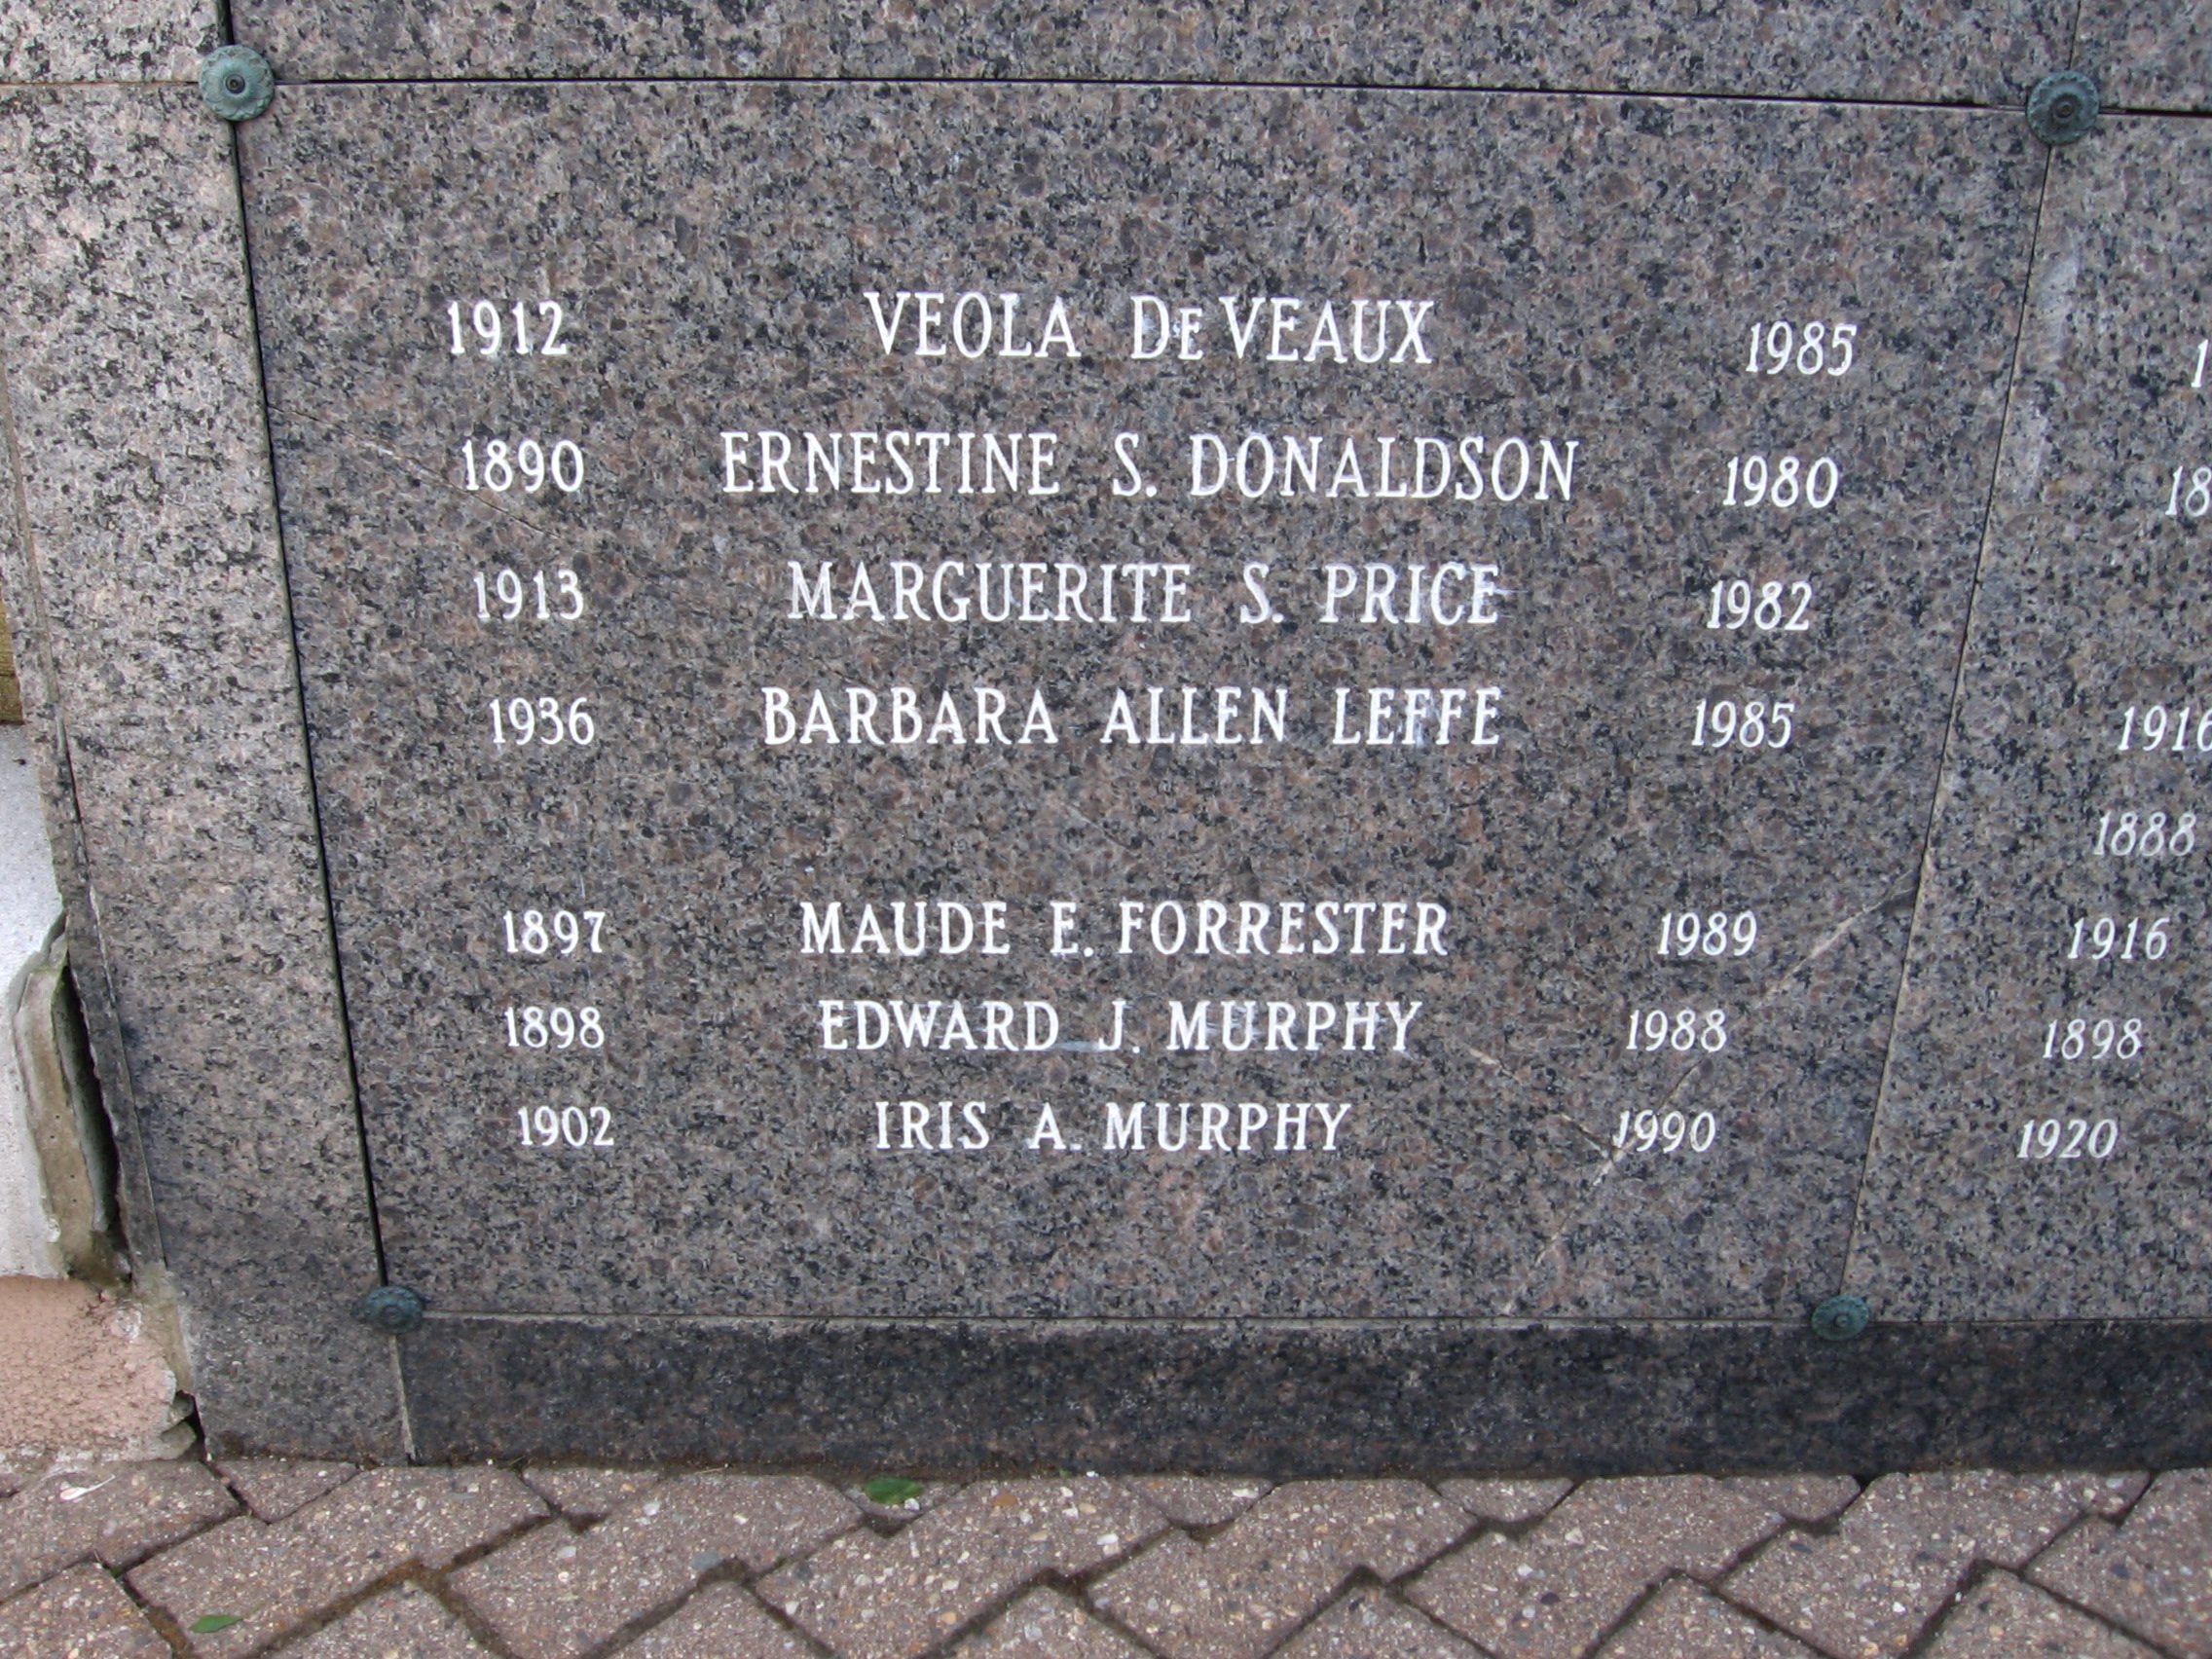 1912 VEOLA DeVEAUX 1985
1890 ERNESTINE S. DONALDSON 1980
1913 MARGUERITE S. PRICE 1982
1936 BARBARA ALLEN LEFFE 1985
1897 MAUDE E. FORRESTER 1989
1898 EDWARD J. MURPHY 1988
1902 IRIS A. MURPHY 1990
1916
1888
1916
1898
1920